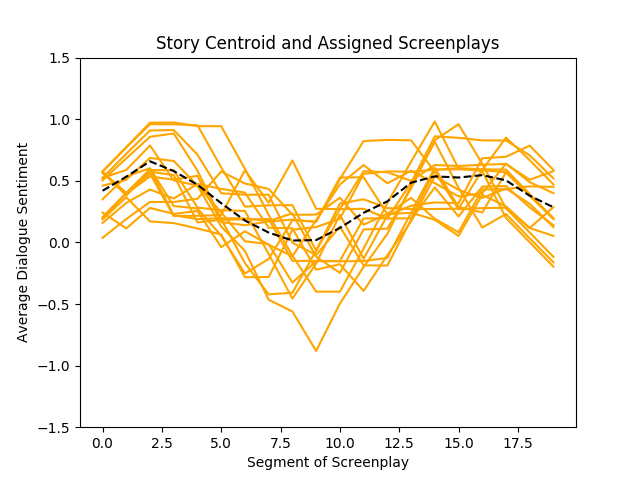 Story Centroid and Assigned Screenplays
Average Dialogue Sentiment
1.5
1.0
0.5
0.0
−0.5
−1.0
−1.5
0.0 2.5 5.0 7.5 10.0 12.5 15.0 17.5
Segment of Screenplay